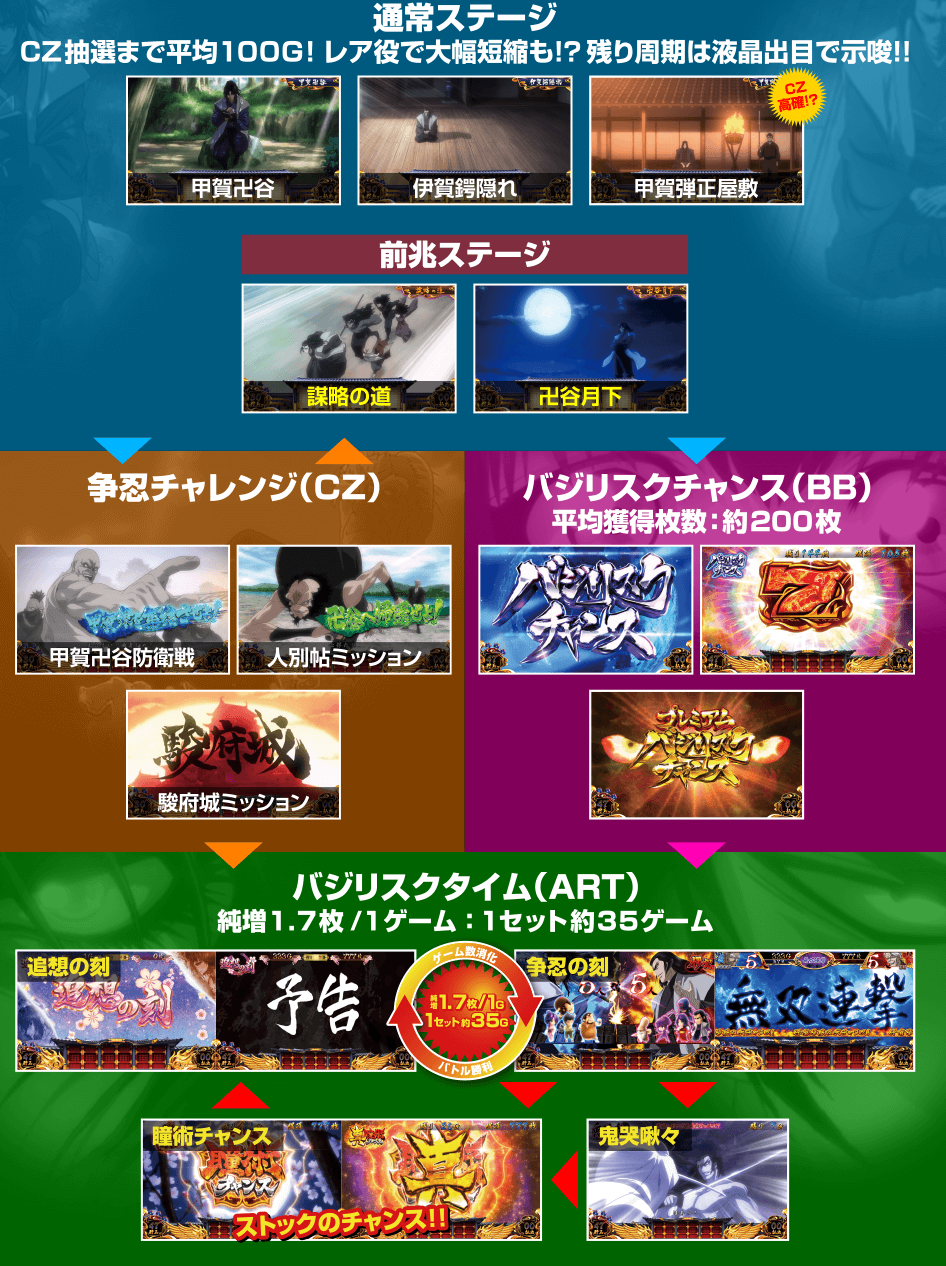 通常ステージ
CZ抽選まで平均100G! レア役で大幅短縮も!? 残り周期は液晶出目で示唆!!
CZ
高確!?
甲賀卍谷
伊賀鍔隠れ
甲賀弾正屋敷
前兆ステージ
謀略の道
卍谷月下
争忍チャレンジ(CZ)
甲賀卍谷防衛戦
人別帖ミッション
駿府城
駿府城ミッション
バジリスクチャンス(BB)
平均獲得枚数:約200枚
バジリスク
チャンス
バジリスク
チャンス
7
プレミアム
バジリスク
チャンス
バジリスクタイム(ART)
純増1.7枚/1ゲーム:1セット約35ゲーム
追想の刻
追想の刻
予告
ゲーム数消化
純増1.7枚/1G
1セット約35G
バトル勝利
争忍の刻
無双連撃
瞳術チャンス
瞳術
チャンス
真
ストックのチャンス!!
鬼哭啾々